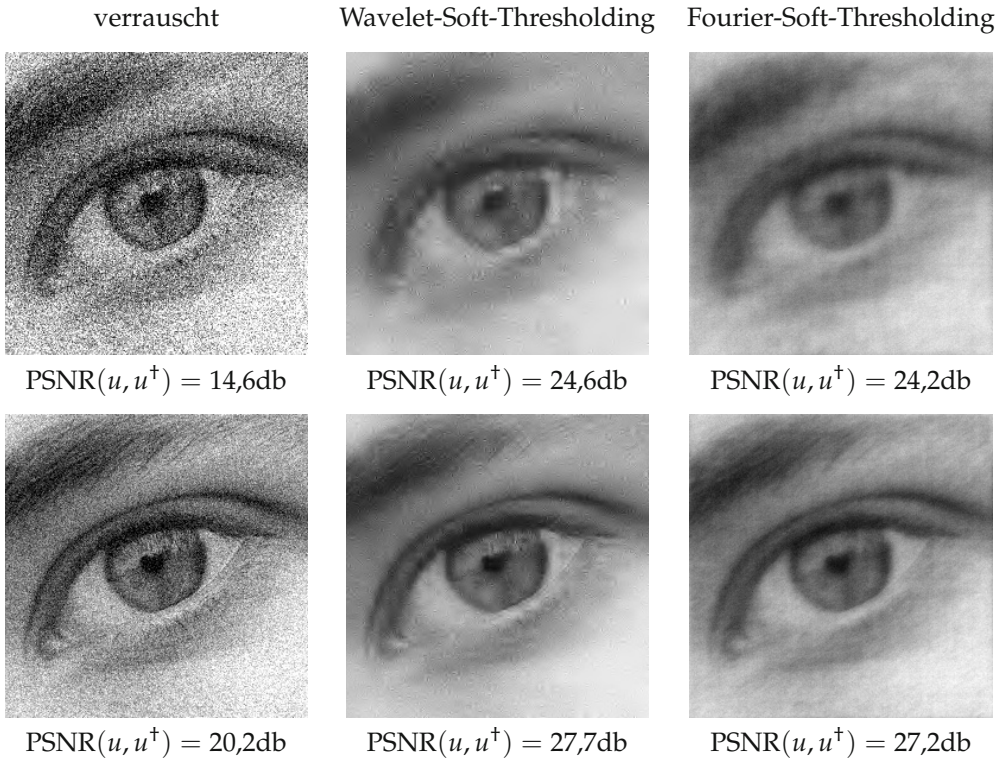 verrauscht Wavelet-Soft-Thresholding Fourier-Soft-Thresholding
PSNR(u, u†) = 14,6db PSNR(u, u†) = 24,6db PSNR(u, u†) = 24,2db
PSNR(u, u†) = 20,2db PSNR(u, u†) = 27,7db PSNR(u, u†) = 27,2db